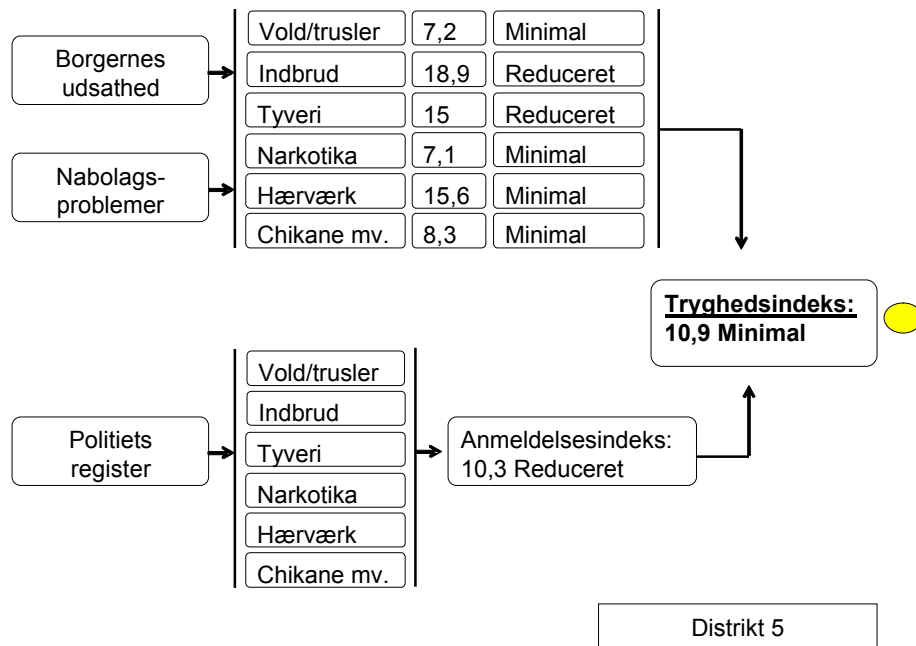 Borgernes
udsathed
Nabolags-
problemer
Vold/trusler 7,2 Minimal
Indbrud 18,9 Reduceret
Tyveri 15 Reduceret
Narkotika 7,1 Minimal
Hærværk 15,6 Minimal
Chikane mv. 8,3 Minimal
Tryghedsindeks:
10,9 Minimal
Politiets
register
Vold/trusler
Indbrud
Tyveri
Narkotika
Hærværk
Chikane mv.
Anmeldelsesindeks:
10,3 Reduceret
Distrikt 5